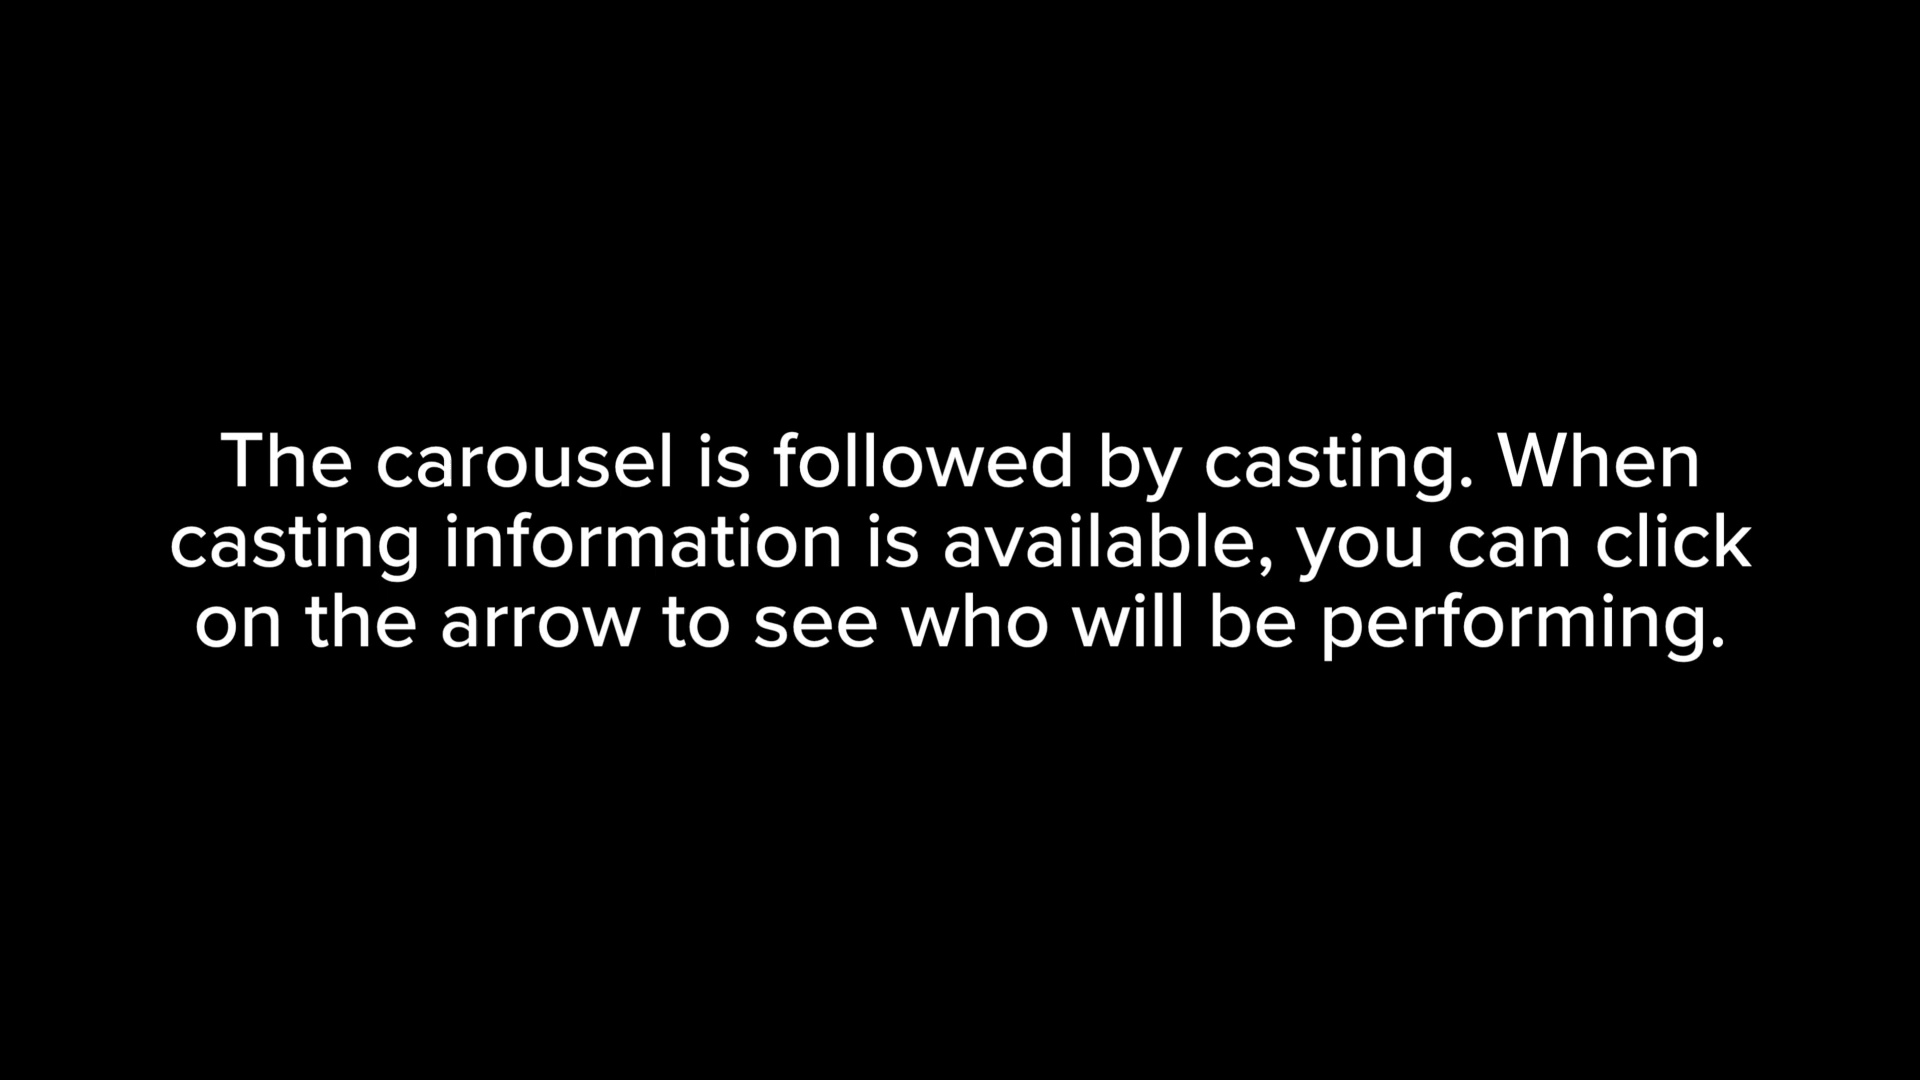 The carousel is followed by casting. When
casting information is available, you can click
on the arrow to see who will be performing.